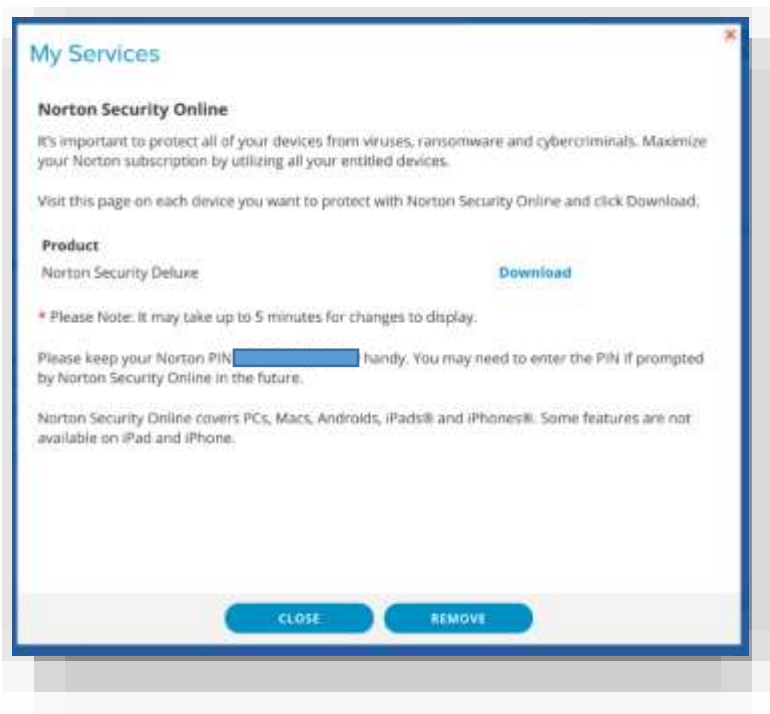 My Services
Norton Security Online
It's important to protect all of your devices from viruses, ransomware and cybercriminals. Maximize
your Norton subscription by utilizing all your entitled devices.
Visit this page on each device you want to protect with Norton Security Online and click Download.
Product
Norton Security Deluxe Download
* Please Note: It may take up to 5 minutes for changes to display.
Please keep your Norton PIN handy. You may need to enter the PIN if prompted
by Norton Security Online in the future.
Norton Security Online covers PCs, Macs, Androids, iPads® and iPhones®. Some features are not
available on iPad and iPhone.
CLOSE REMOVE